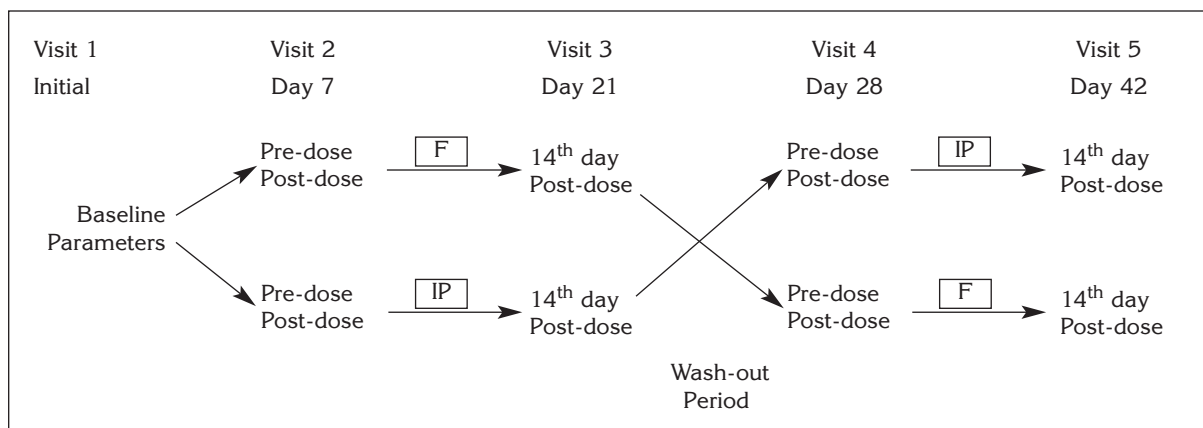 Visit 1 Visit 2 Visit 3 Visit 4 Visit 5
Initial Day 7 Day 21 Day 28 Day 42
Pre-dose F 14th day Pre-dose IP 14th day
Post-dose Post-dose Post-dose Post-dose
Baseline
Parameters
Pre-dose IP 14th day Pre-dose F 14th day
Post-dose Post-dose Post-dose Post-dose
Wash-out
Period